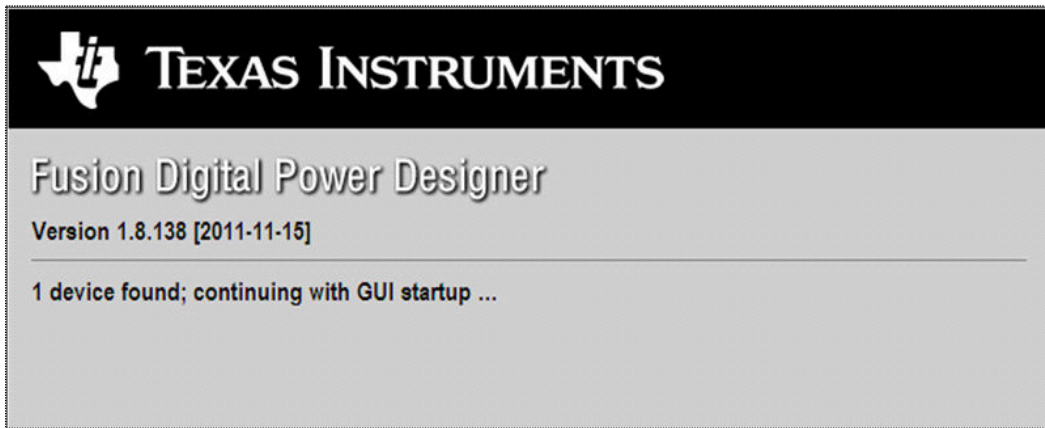 TEXAS INSTRUMENTS
Fusion Digital Power Designer
Version 1.8.138 [2011-11-15]
1 device found; continuing with GUI startup ...